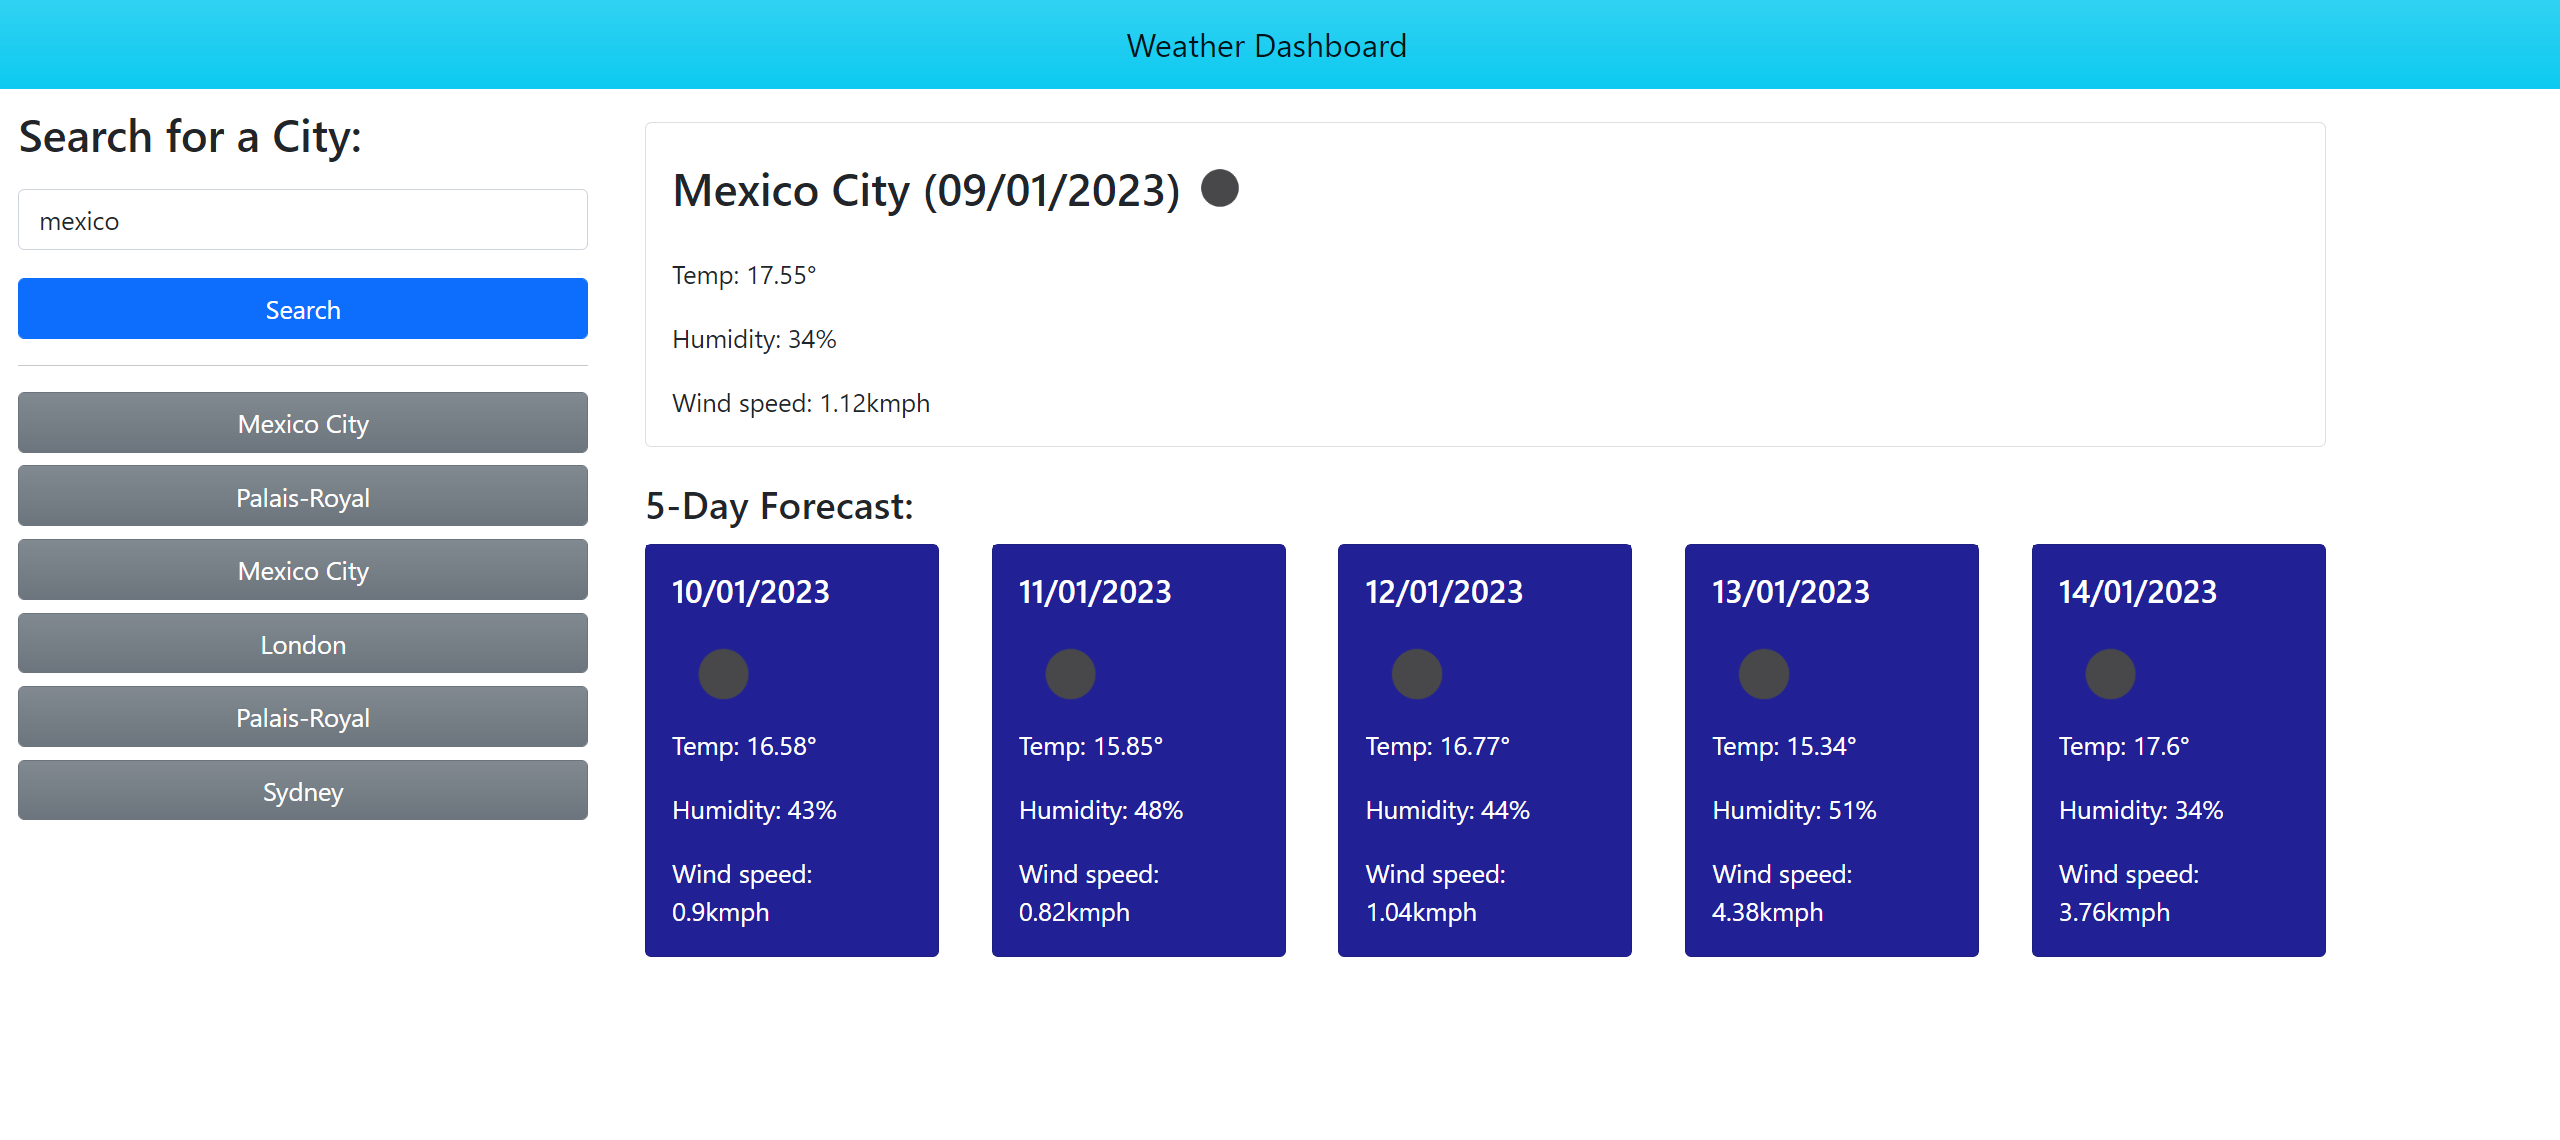 Weather Dashboard
Search for a City:
mexico
Search
Mexico City
Palais-Royal
Mexico City
London
Palais-Royal
Sydney
Mexico City (09/01/2023)
Temp: 17.55°
Humidity: 34%
Wind speed: 1.12kmph
5-Day Forecast:
10/01/2023
Temp: 16.58°
Humidity: 43%
Wind speed:
0.9kmph
11/01/2023
Temp: 15.85°
Humidity: 48%
Wind speed:
0.82kmph
12/01/2023
Temp: 16.77°
Humidity: 44%
Wind speed:
1.04kmph
13/01/2023
Temp: 15.34°
Humidity: 51%
Wind speed:
4.38kmph
14/01/2023
Temp: 17.6°
Humidity: 34%
Wind speed:
3.76kmph